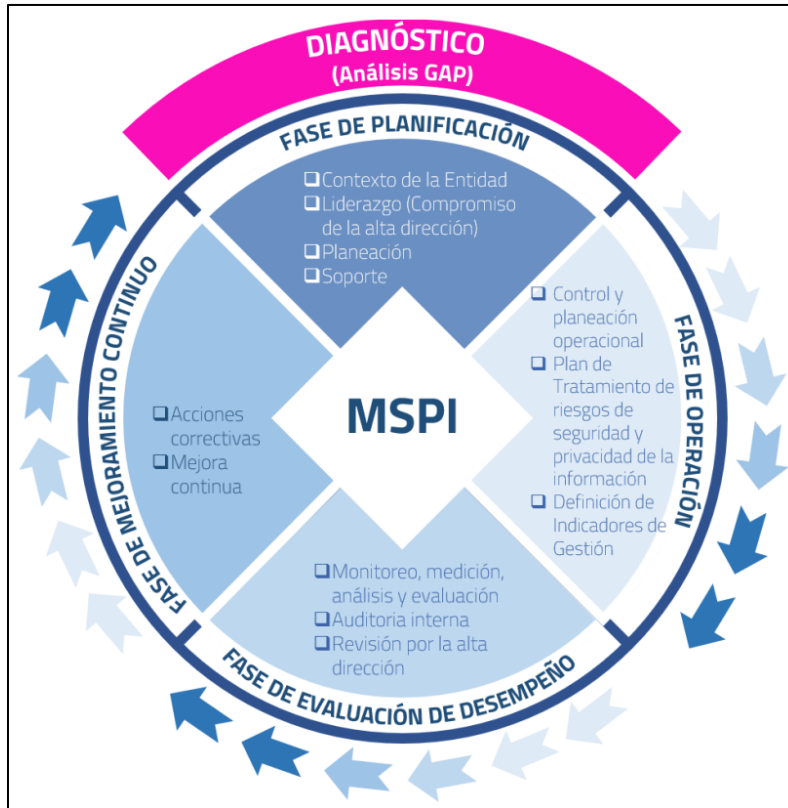 DIAGNÓSTICO
(Análisis GAP)
FASE DE PLANIFICACIÓN
❑Contexto de la Entidad
❑Liderazgo (Compromiso
de la alta dirección)
❑Planeación
❑Soporte
FASE DE OPERACIÓN
❑ Control y
planeación
operacional
❑ Plan de
Tratamiento de
riesgos de
seguridad y
privacidad de la
información
❑ Definición de
Indicadores de
Gestión
MSPI
FASE DE EVALUACIÓN DE DESEMPEÑO
❑Monitoreo, medición,
análisis y evaluación
❑Auditoria interna
❑Revisión por la alta
dirección
FASE DE MEJORAMIENTO CONTINUO
❑Acciones
correctivas
❑Mejora
continua